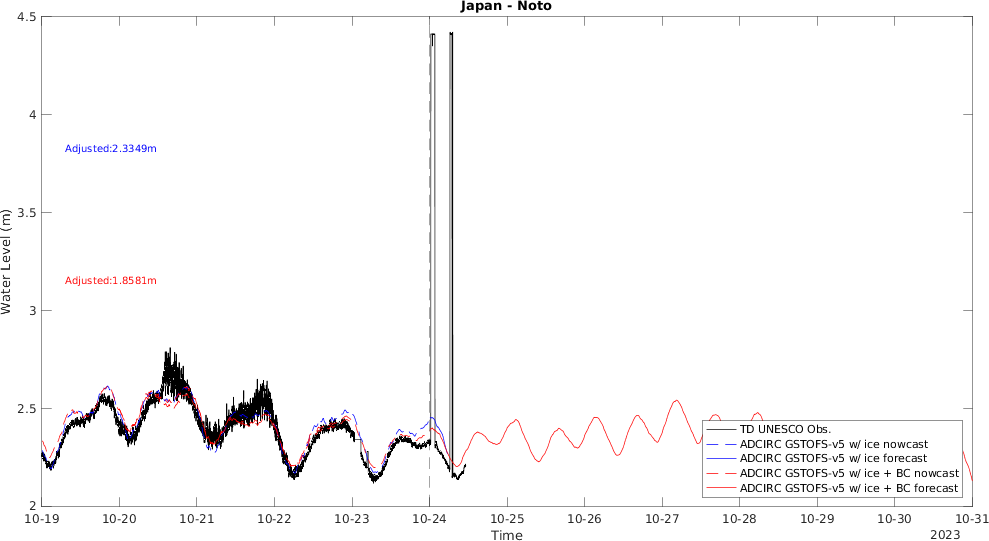 Japan - Noto
4.5
4
3.5
3
2.5
2
Water Level (m)
Adjusted:2.3349m
Adjusted:1.8581m
TD UNESCO Obs.
ADCIRC GSTOFS-v5 w/ ice nowcast
ADCIRC GSTOFS-v5 w/ ice forecast
ADCIRC GSTOFS-v5 w/ ice + BC nowcast
ADCIRC GSTOFS-v5 w/ ice + BC forecast
10-19 10-20 10-21 10-22 10-23 10-24 10-25 10-26 10-27 10-28 10-29 10-30 10-31
Time
2023